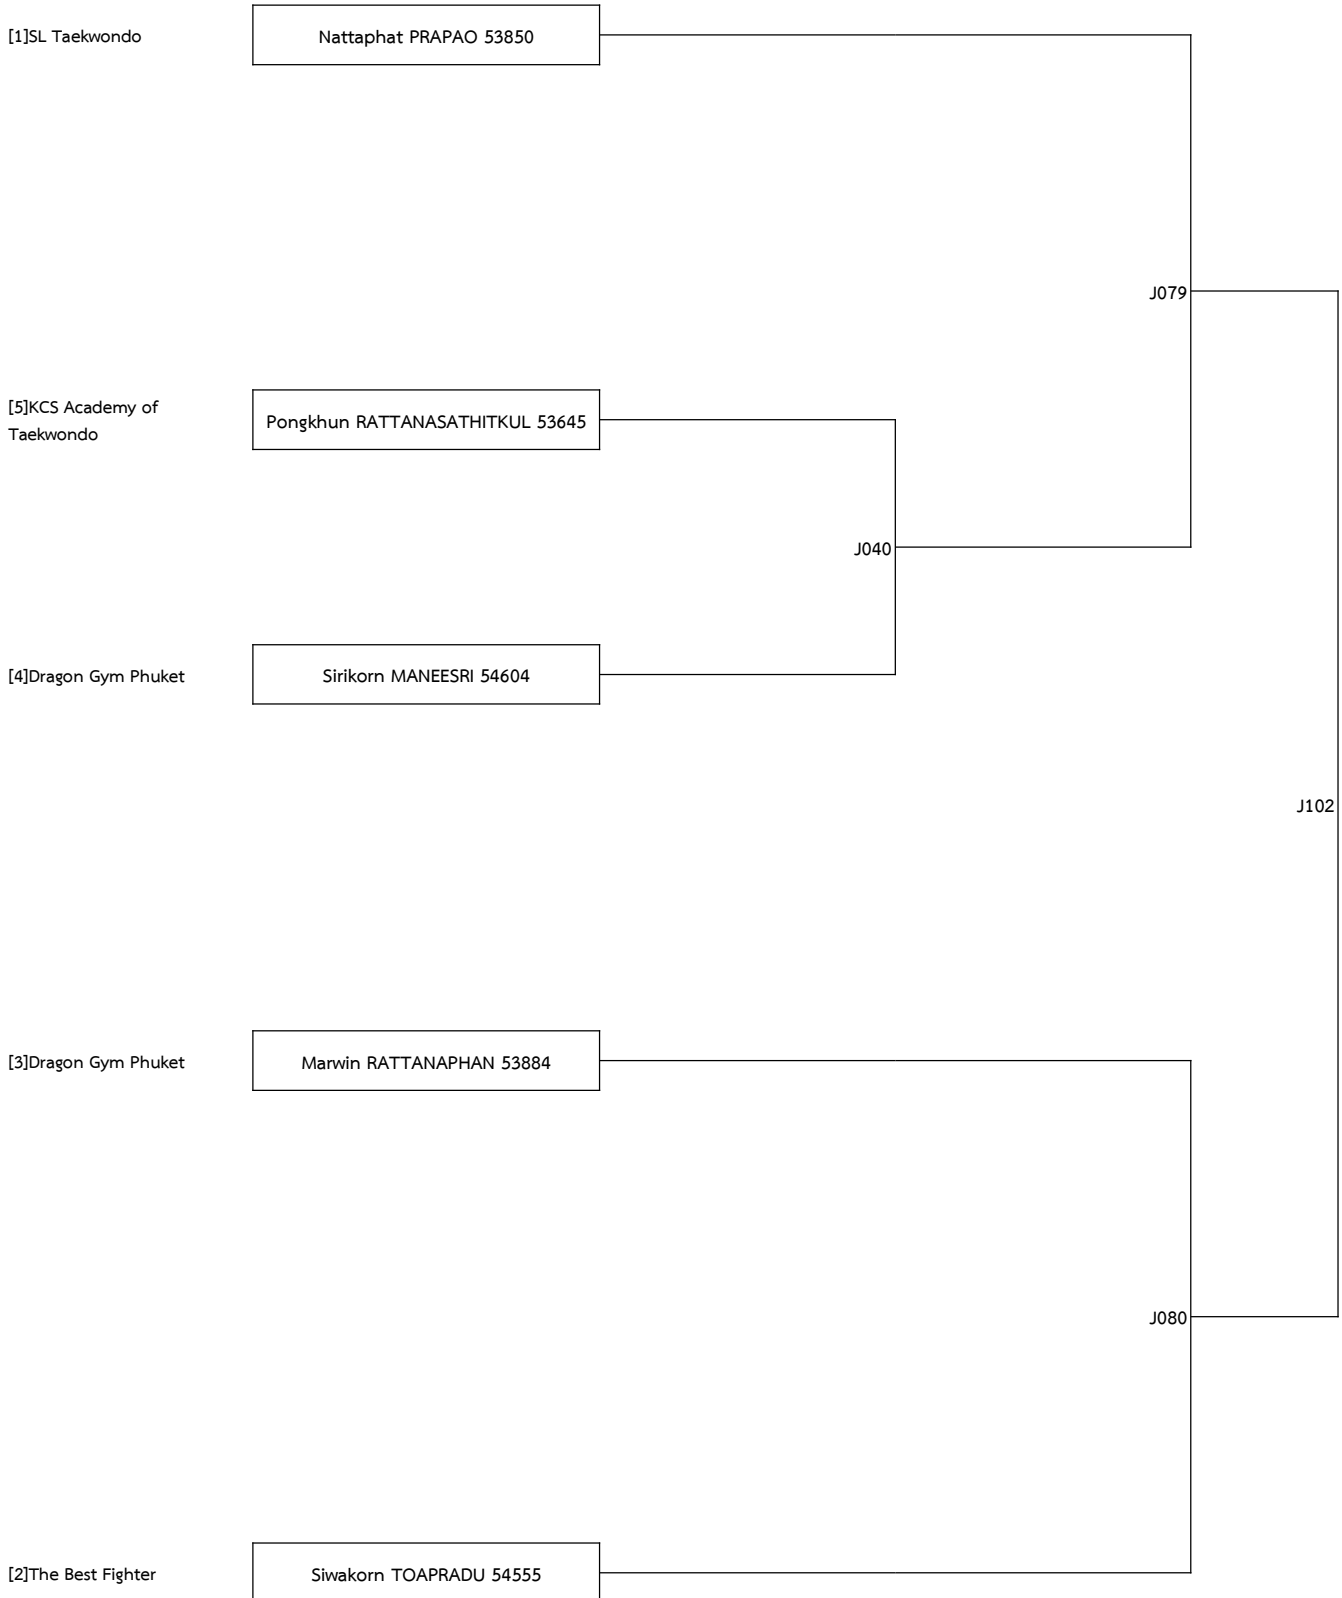 [1]SL Taekwondo
Nattaphat PRAPAO 53850
J079
[5]KCS Academy of
Taekwondo
Pongkhun RATTANASATHITKUL 53645
J040
[4]Dragon Gym Phuket
Sirikorn MANEESRI 54604
J102
[3]Dragon Gym Phuket
Marwin RATTANAPHAN 53884
J080
[2]The Best Fighter
Siwakorn TOAPRADU 54555